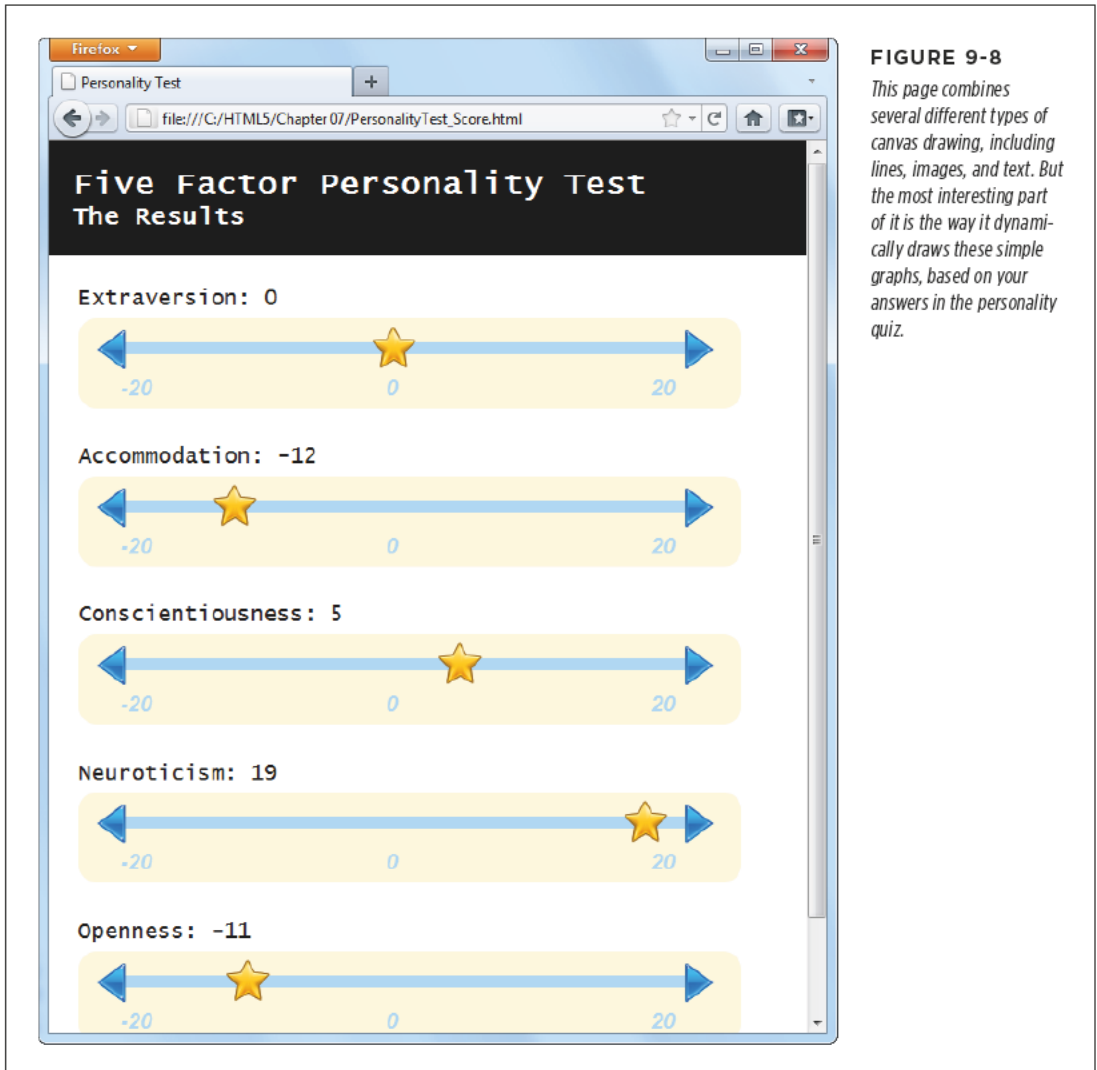 Firefox
Personality Test
file:///C:/HTML5/Chapter 07/PersonalityTest_Score.html
Five Factor Personality Test
The Results
Extraversion: 0
-20 0 20
Accommodation: -12
-20 0 20
Conscientiousness: 5
-20 0 20
Neuroticism: 19
-20 0 20
Openness: -11
-20 0 20
FIGURE 9-8
This page combines
several different types of
canvas drawing, including
lines, images, and text. But
the most interesting part
of it is the way it dynami-
cally draws these simple
graphs, based on your
answers in the personality
quiz.